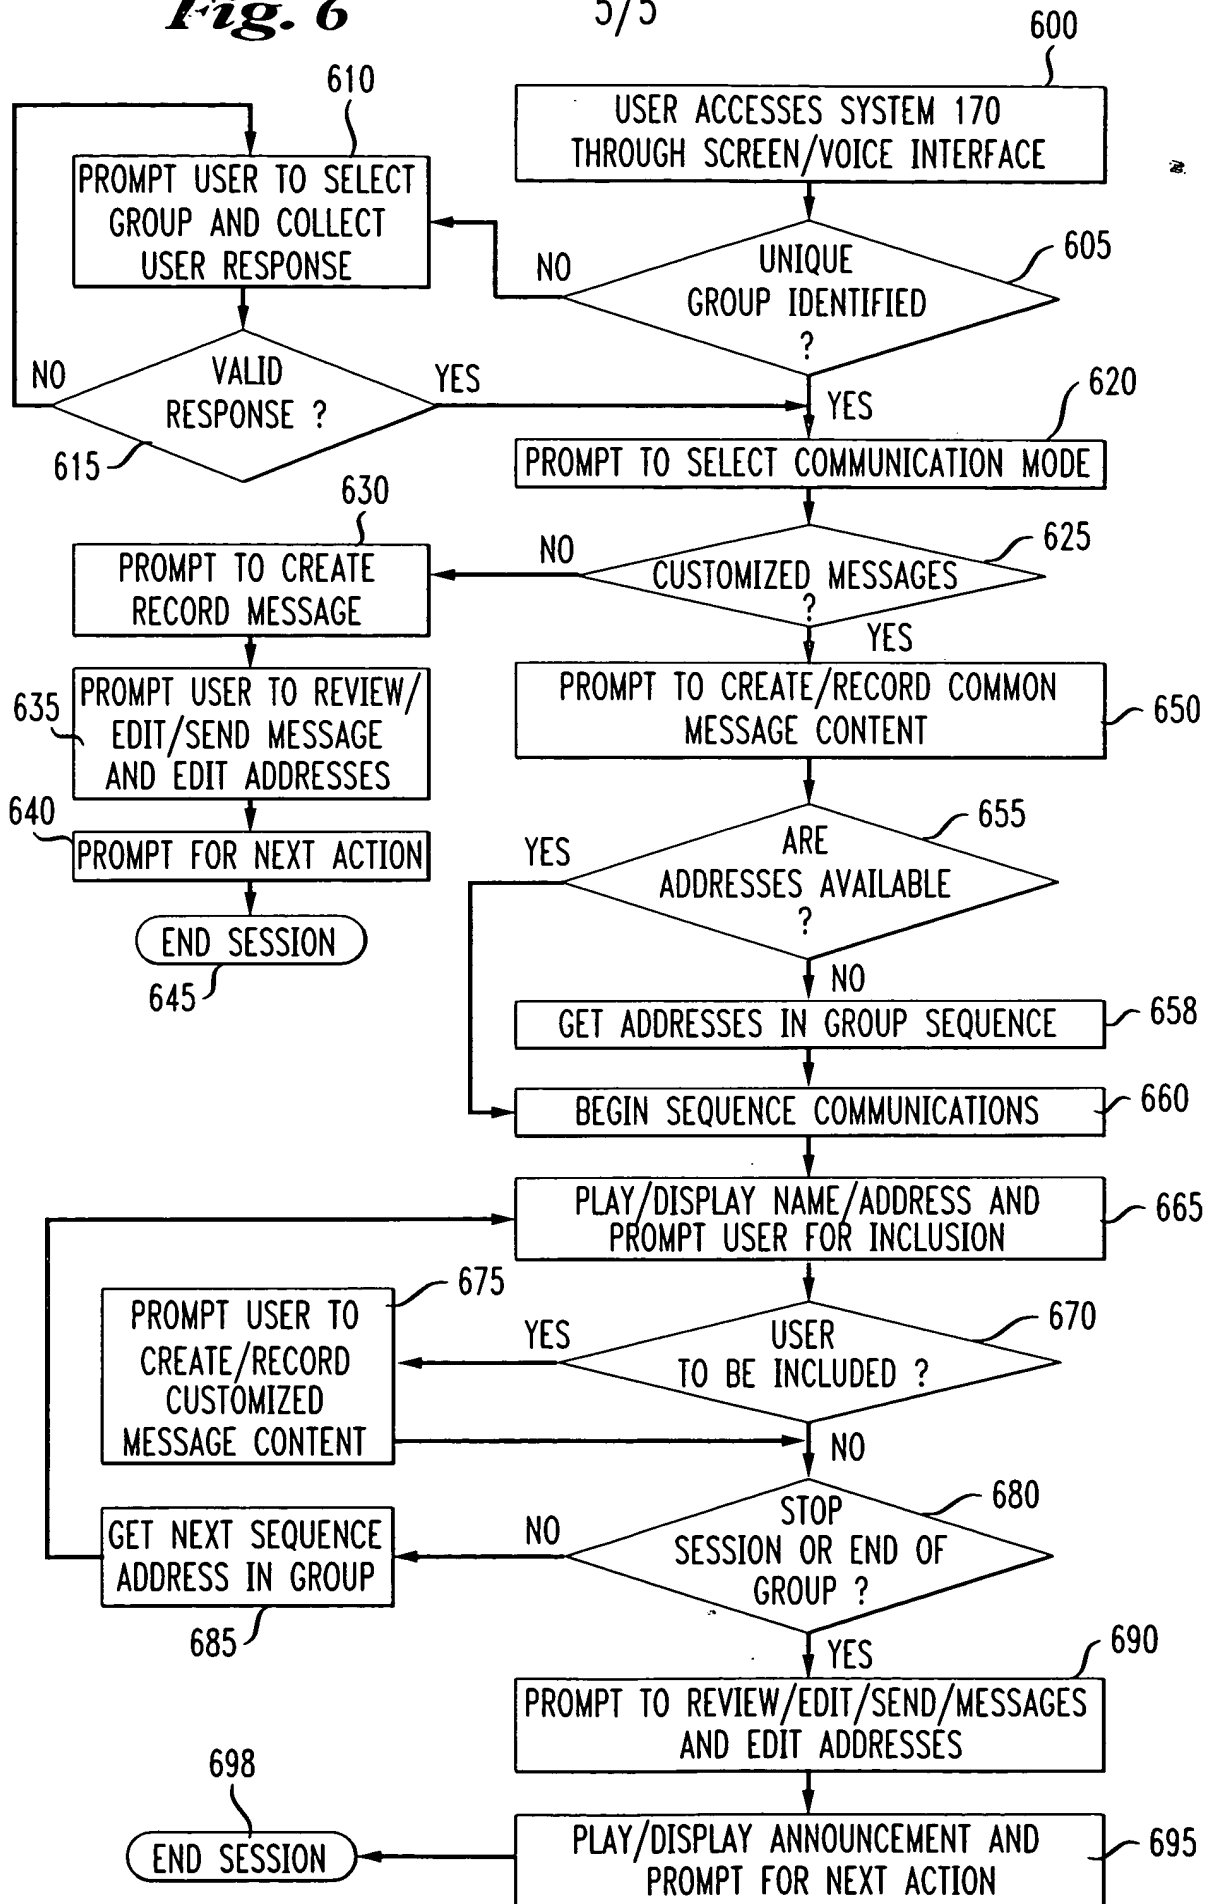 Fig. 6
5/5
600
USER ACCESSES SYSTEM 170
THROUGH SCREEN/VOICE INTERFACE
610
PROMPT USER TO SELECT
GROUP AND COLLECT
USER RESPONSE
605
UNIQUE
GROUP IDENTIFIED
?
NO
YES
VALID
RESPONSE ?
NO
YES
615
620
PROMPT TO SELECT COMMUNICATION MODE
625
CUSTOMIZED MESSAGES
?
NO
YES
630
PROMPT TO CREATE
RECORD MESSAGE
635
PROMPT USER TO REVIEW/
EDIT/SEND MESSAGE
AND EDIT ADDRESSES
640
PROMPT FOR NEXT ACTION
END SESSION
645
PROMPT TO CREATE/RECORD COMMON
MESSAGE CONTENT
650
655
ARE
ADDRESSES AVAILABLE
?
YES
NO
GET ADDRESSES IN GROUP SEQUENCE
658
BEGIN SEQUENCE COMMUNICATIONS
660
PLAY/DISPLAY NAME/ADDRESS AND
PROMPT USER FOR INCLUSION
665
670
USER
TO BE INCLUDED ?
YES
NO
675
PROMPT USER TO
CREATE/RECORD
CUSTOMIZED
MESSAGE CONTENT
680
STOP
SESSION OR END OF
GROUP ?
NO
YES
GET NEXT SEQUENCE
ADDRESS IN GROUP
685
690
PROMPT TO REVIEW/EDIT/SEND/MESSAGES
AND EDIT ADDRESSES
PLAY/DISPLAY ANNOUNCEMENT AND
PROMPT FOR NEXT ACTION
695
698
END SESSION